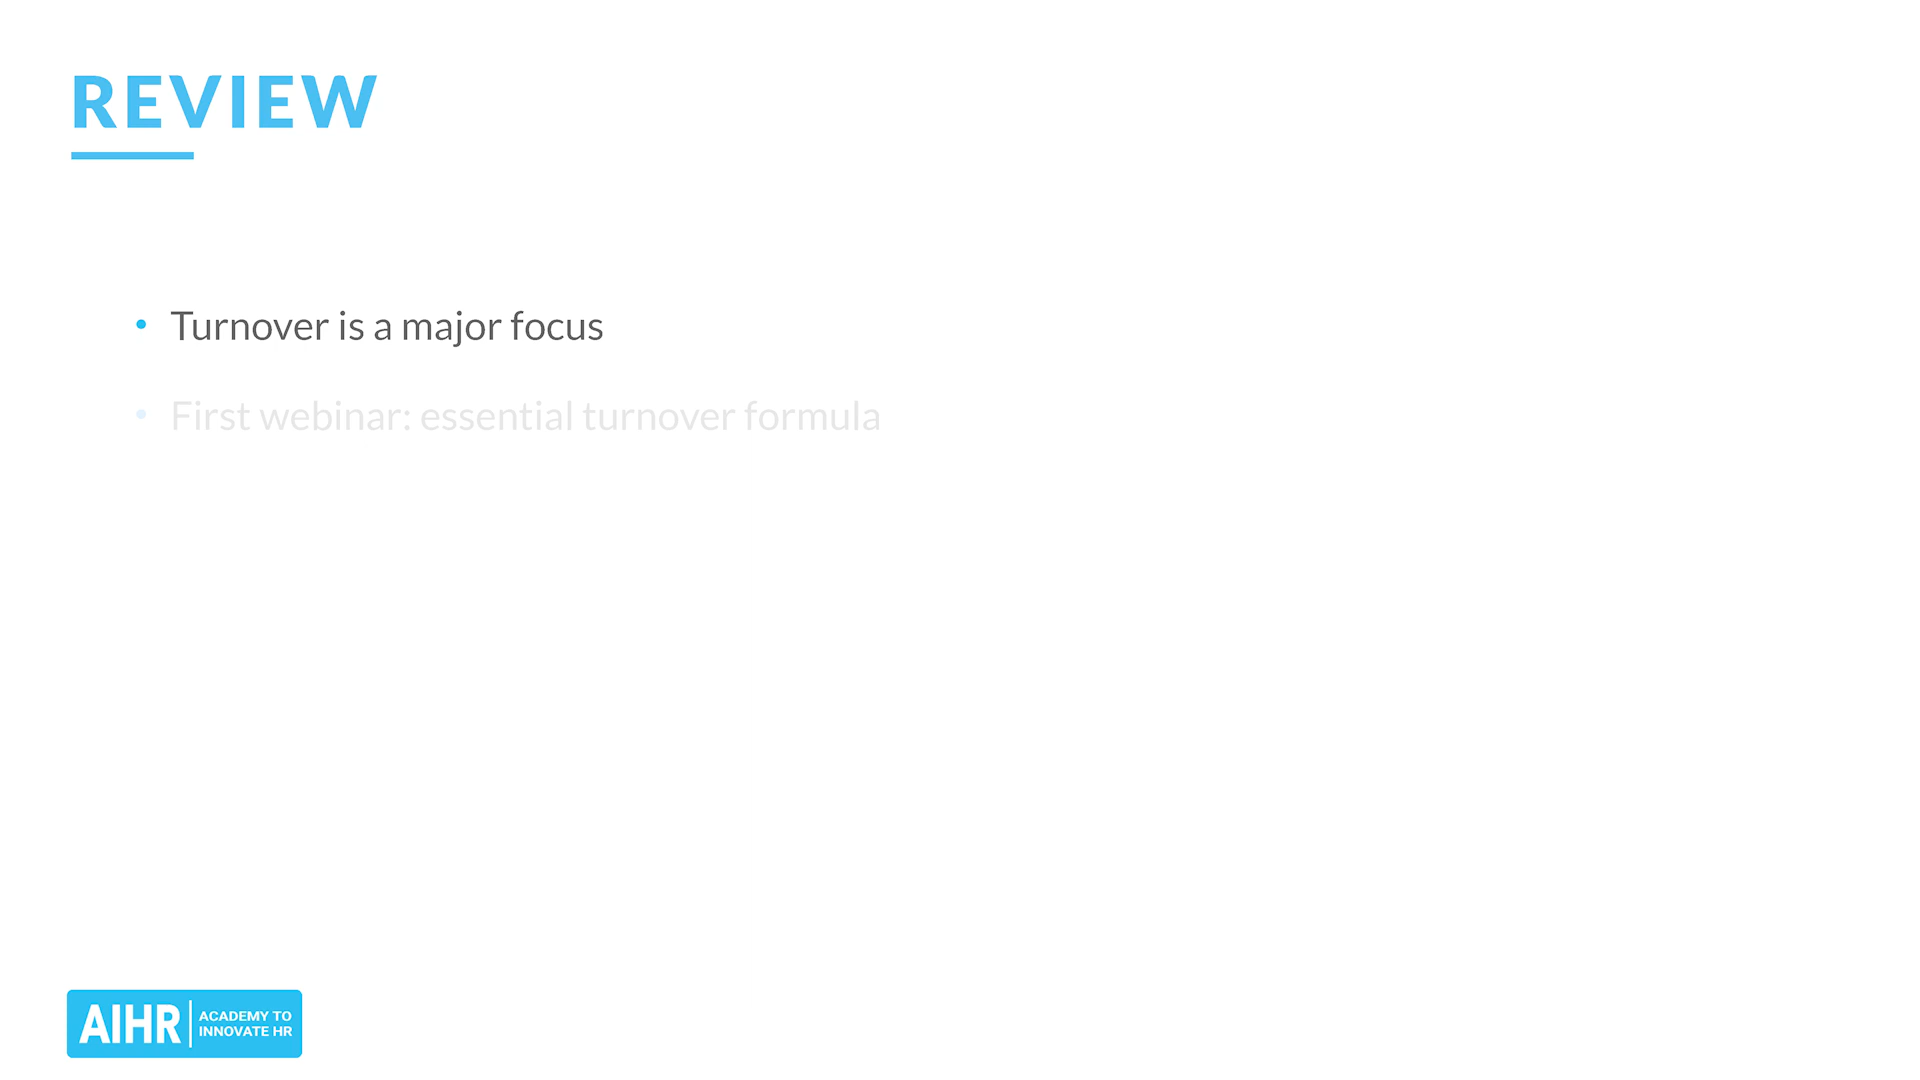 REVIEW
• Turnover is a major focus
• First webinar: essential turnover formula
AIHR
ACADEMY TO
INNOVATE HR